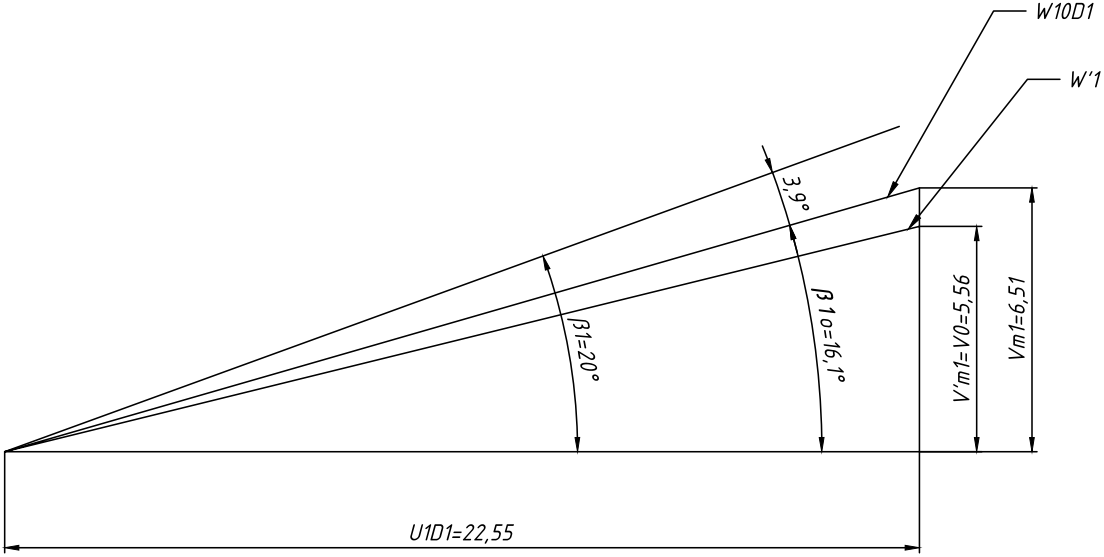 W10D1
W'1
3,9°
β1=20°
β1o=16,1°
V'm1=V0=5,56
Vm1=6,51
U1D1=22,55